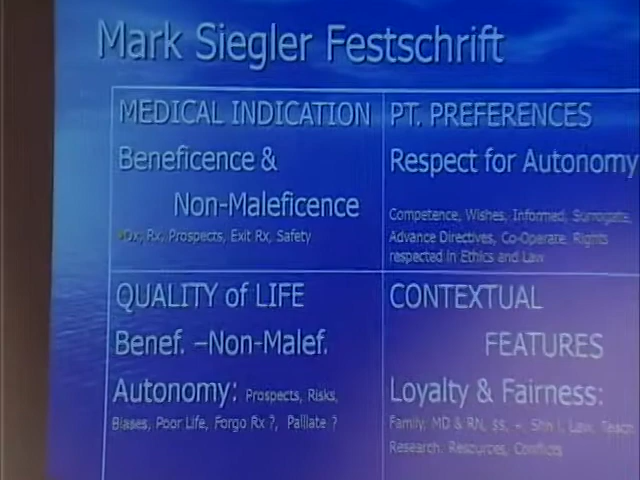 Mark Siegler Festschrift
MEDICAL INDICATION
Beneficence &
Non-Maleficence
Dx, Rx, Prospects, Exit Rx, Safety
PT. PREFERENCES
Respect for Autonomy
Competence, Wishes, Informed, Surrogate,
Advance Directives, Co-Operate, Rights
respected in Ethics and Law
QUALITY of LIFE
Benef. –Non-Malef.
Autonomy: Prospects, Risks,
Biases, Poor Life, Forgo Rx ?, Palliate ?
CONTEXTUAL
FEATURES
Loyalty & Fairness:
Family, MD & RN, $$, Law, Teach
Research, Resources, Conflicts